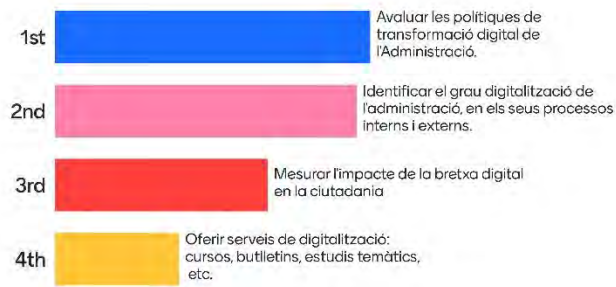 1st
Avaluar les polítiques de
transformació digital de
l'Administració.
2nd
Identificar el grau digitalització de
l'administració, en els seus processos
interns i externs.
3rd
Mesurar l'impacte de la bretxa digital
en la ciutadania
4th
Oferir serveis de digitalització:
cursos, butlletins, estudis temàtics,
etc.